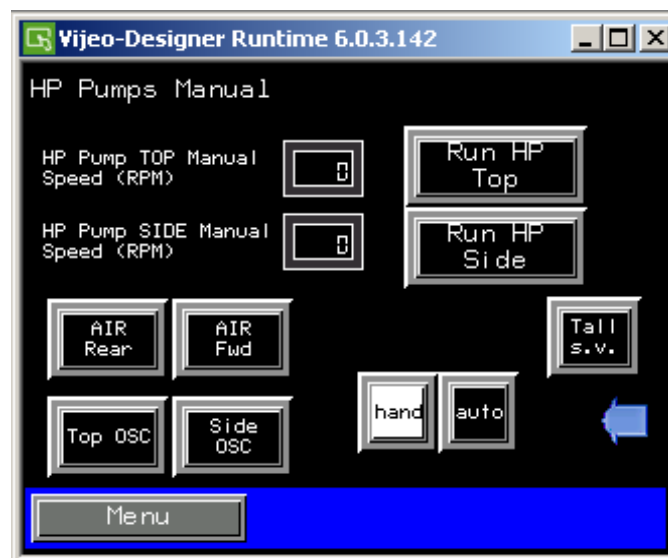 Vijeo-Designer Runtime 6.0.3.142
HP Pumps Manual
HP Pump TOP Manual
Speed (RPM)
0
Run HP
Top
HP Pump SIDE Manual
Speed (RPM)
0
Run HP
Side
AIR
Rear
AIR
Fwd
Tall
s.v.
hand
auto
Top OSC
Side
OSC
Menu